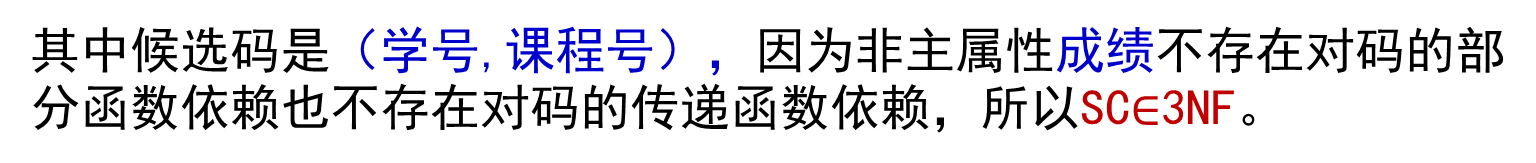 其中候选码是（学号,课程号），因为非主属性成绩不存在对码的部
分函数依赖也不存在对码的传递函数依赖，所以SC∈3NF。